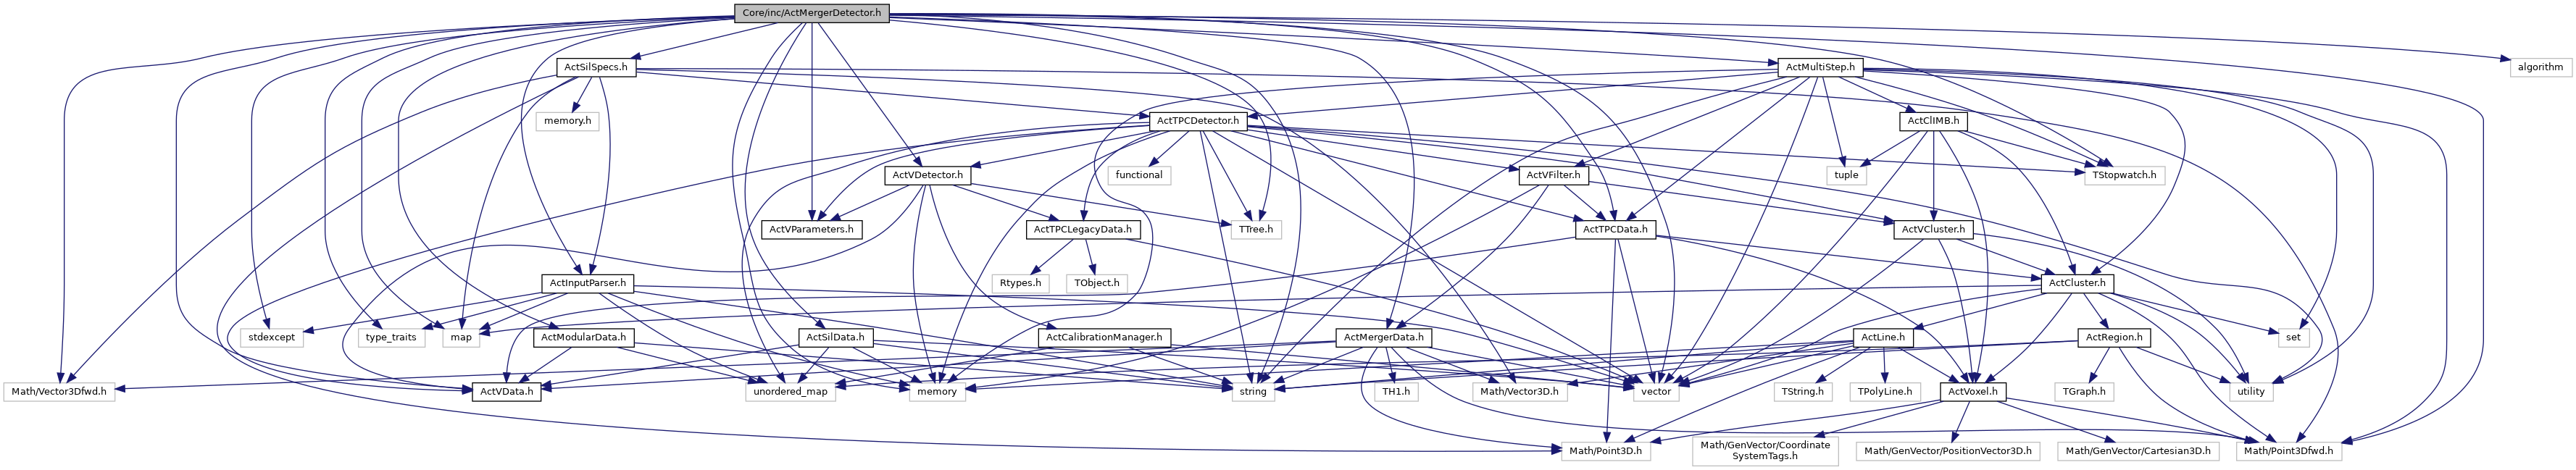 Core/inc/ActMergerDetector.h
ActSilSpecs.h
ActMultiStep.h
algorithm
memory.h
ActTPCDetector.h
ActClIMB.h
ActVDetector.h
functional
ActVFilter.h
tuple
TStopwatch.h
ActVParameters.h
ActTPCLegacyData.h
TTree.h
ActTPCData.h
ActVCluster.h
ActInputParser.h
Rtypes.h
TObject.h
ActCluster.h
stdexcept
type_traits
map
ActModularData.h
ActSilData.h
ActCalibrationManager.h
ActMergerData.h
ActLine.h
ActRegion.h
set
Math/Vector3Dfwd.h
ActVData.h
unordered_map
memory
string
TH1.h
Math/Vector3D.h
vector
TString.h
TPolyLine.h
ActVoxel.h
TGraph.h
utility
Math/Point3D.h
Math/GenVector/Coordinate
SystemTags.h
Math/GenVector/PositionVector3D.h
Math/GenVector/Cartesian3D.h
Math/Point3Dfwd.h